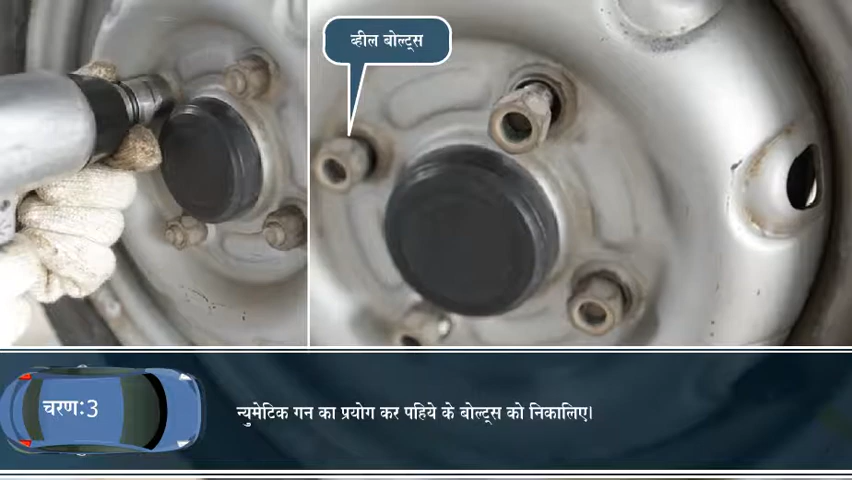 व्हील बोल्ट्स
चरण:3
न्युमेटिक गन का प्रयोग कर पहिये के बोल्ट्स को निकालिए।